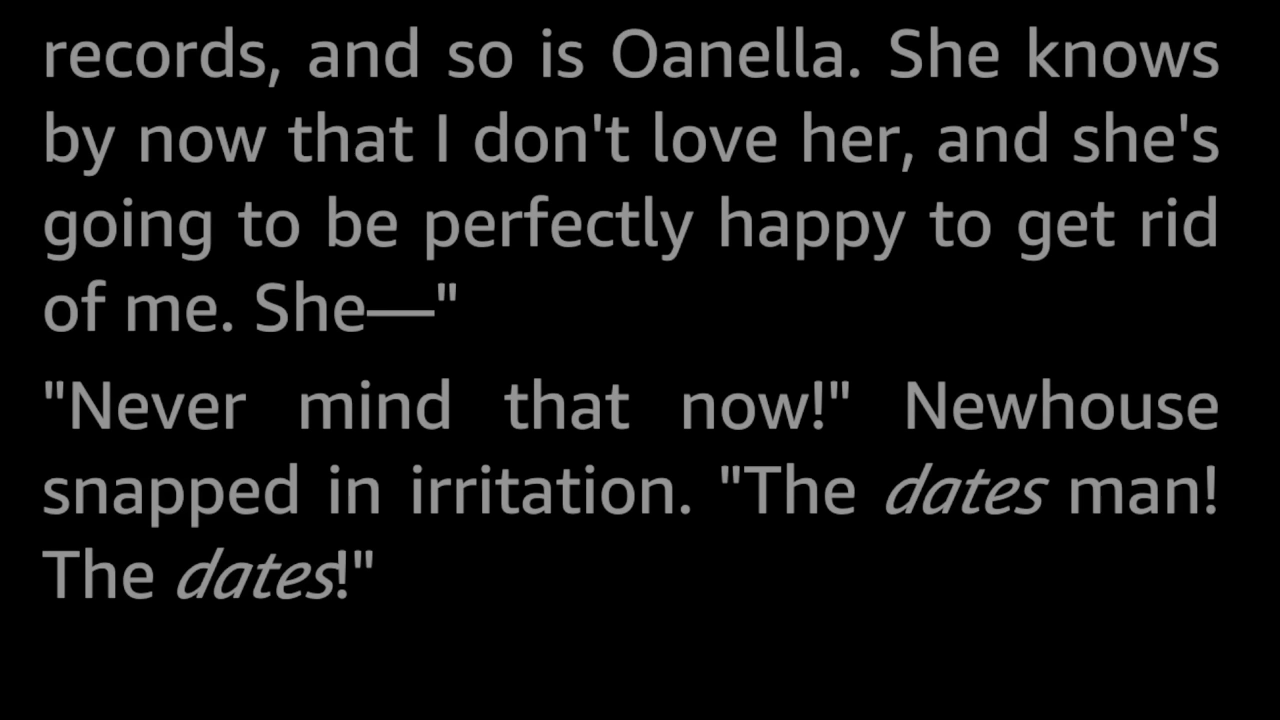 records, and so is Oanella. She knows
by now that I don't love her, and she's
going to be perfectly happy to get rid
of me. She—"
"Never mind that now!" Newhouse
snapped in irritation. "The dates man!
The dates!"